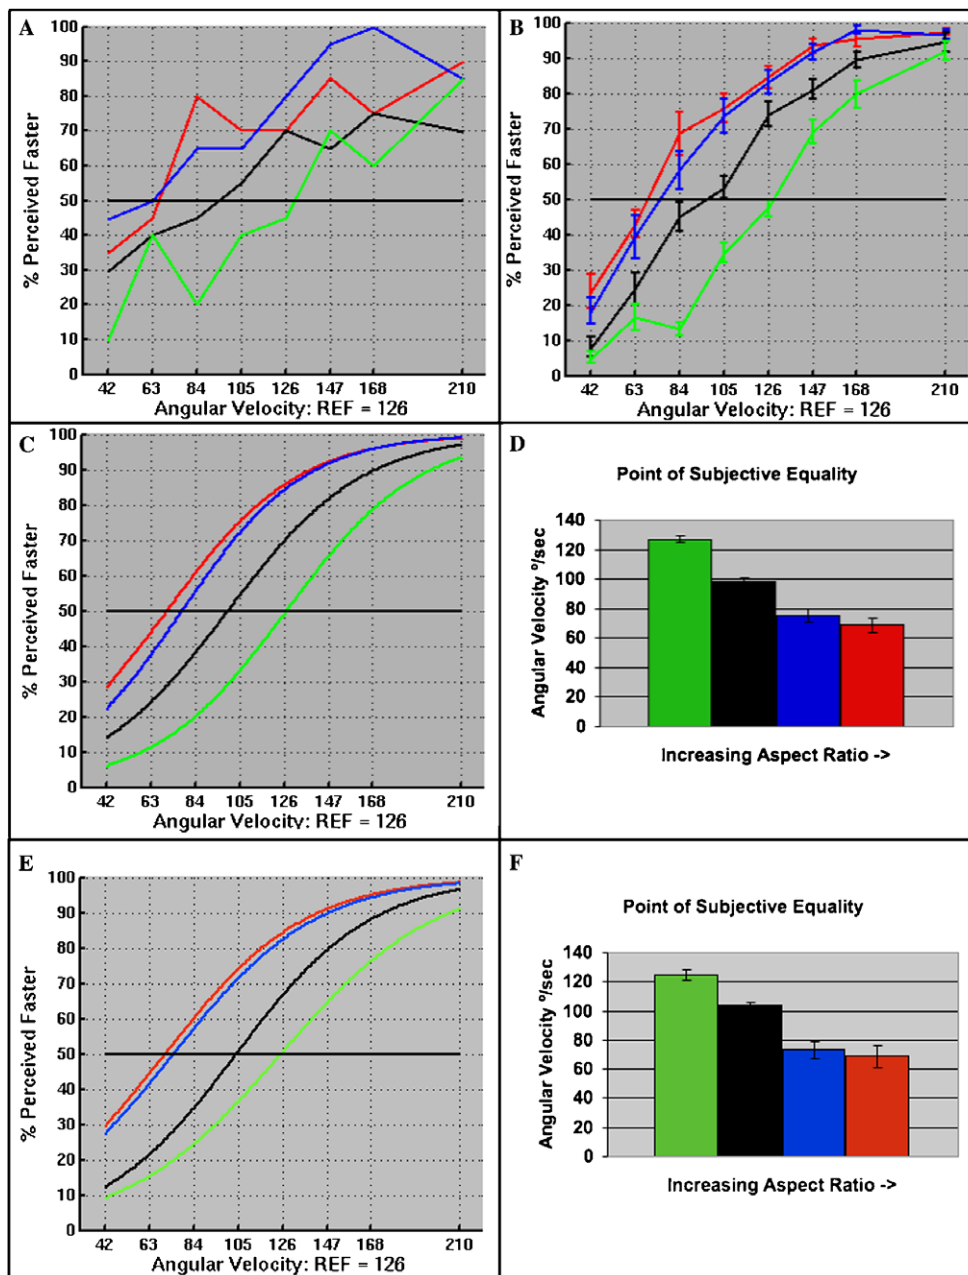 A
% Perceived Faster
100
90
80
70
60
50
40
30
20
10
0
42 63 84 105 126 147 168 210
Angular Velocity: REF = 126
B
% Perceived Faster
100
90
80
70
60
50
40
30
20
10
0
42 63 84 105 126 147 168 210
Angular Velocity: REF = 126
C
% Perceived Faster
100
90
80
70
60
50
40
30
20
10
0
42 63 84 105 126 147 168 210
Angular Velocity: REF = 126
D
Point of Subjective Equality
Angular Velocity º/sec
140
120
100
80
60
40
20
0
Increasing Aspect Ratio ->
E
% Perceived Faster
100
90
80
70
60
50
40
30
20
10
0
42 63 84 105 126 147 168 210
Angular Velocity: REF = 126
F
Point of Subjective Equality
Angular Velocity º/sec
140
120
100
80
60
40
20
0
Increasing Aspect Ratio ->